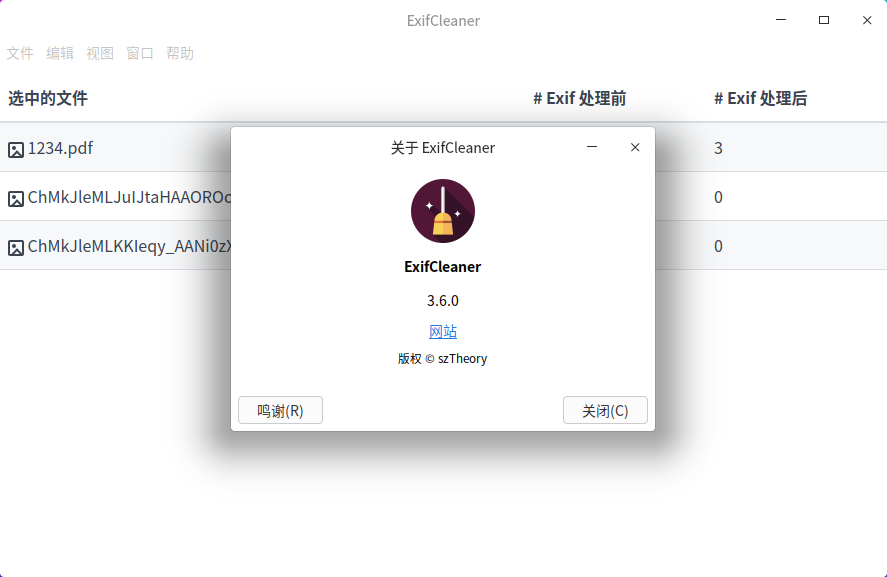 ExifCleaner
文件 编辑 视图 窗口 帮助
选中的文件 # Exif 处理前 # Exif 处理后
1234.pdf 3
0
0
关于 ExifCleaner
ExifCleaner
3.6.0
网站
版权 © szTheory
鸣谢(R) 关闭(C)